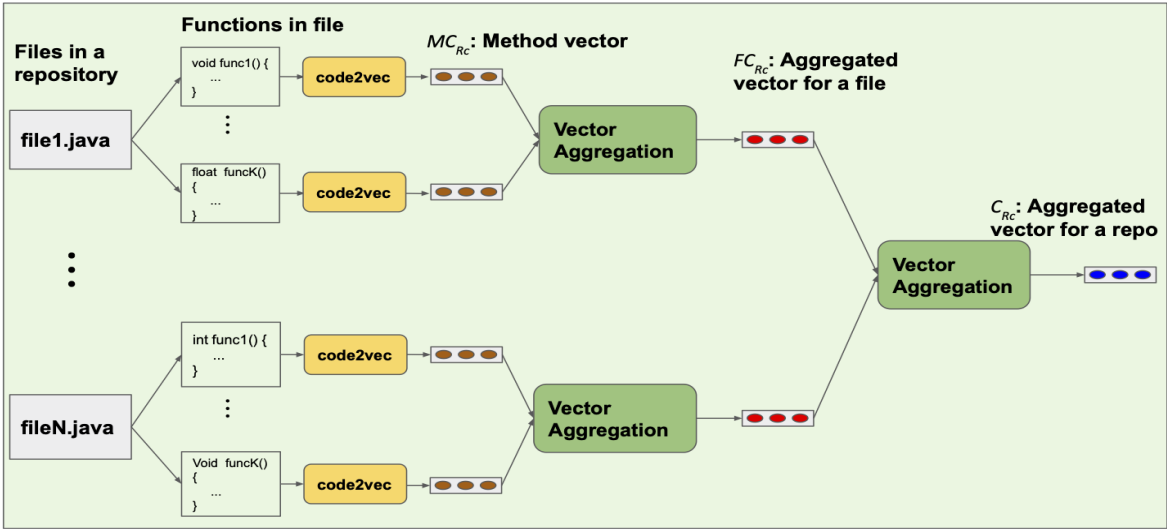 Files in a
repository
Functions in file
MC_Rc: Method vector
FC_Rc: Aggregated
vector for a file
C_Rc: Aggregated
vector for a repo
file1.java
void func1() {
...
}
code2vec
float funcK()
{
...
}
code2vec
Vector
Aggregation
Vector
Aggregation
fileN.java
int func1() {
...
}
code2vec
Void funcK()
{
...
}
code2vec
Vector
Aggregation